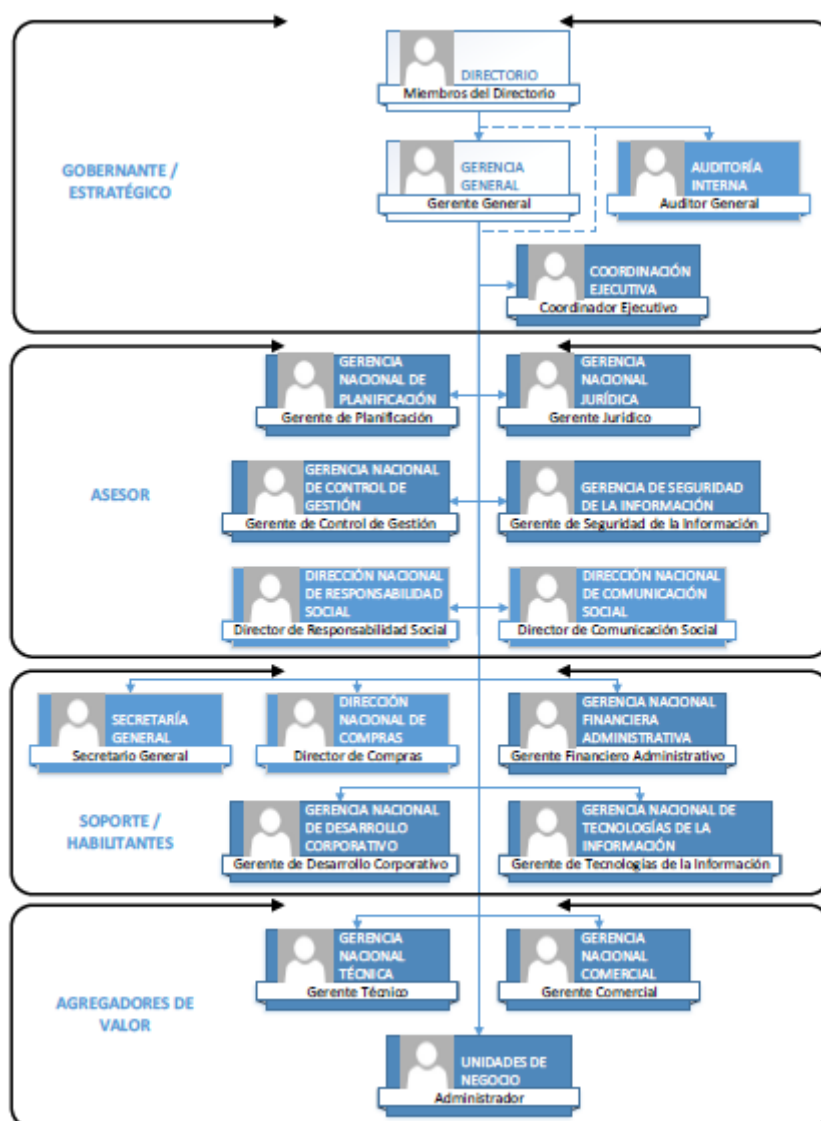 DIRECTORIO
Miembros del Directorio
GOBERNANTE /
ESTRATÉGICO
GERENCIA
GENERAL
Gerente General
AUDITORÍA
INTERNA
Auditor General
COORDINACIÓN
EJECUTIVA
Coordinador Ejecutivo
ASESOR
GERENCIA
NACIONAL DE
PLANIFICACIÓN
Gerente de Planificación
GERENCIA
NACIONAL
JURÍDICA
Gerente Jurídico
GERENCIA NACIONAL
DE CONTROL DE
GESTIÓN
Gerente de Control de Gestión
GERENCIA DE SEGURIDAD
DE LA INFORMACIÓN
Gerente de Seguridad de la Información
DIRECCIÓN NACIONAL
DE RESPONSABILIDAD
SOCIAL
Director de Responsabilidad Social
DIRECCIÓN NACIONAL
DE COMUNICACIÓN
SOCIAL
Director de Comunicación Social
SOPORTE /
HABILITANTES
SECRETARÍA
GENERAL
Secretario General
DIRECCIÓN
NACIONAL DE
COMPRAS
Director de Compras
GERENCIA NACIONAL
FINANCIERA
ADMINISTRATIVA
Gerente Financiero Administrativo
GERENCIA NACIONAL
DE DESARROLLO
CORPORATIVO
Gerente de Desarrollo Corporativo
GERENCIA NACIONAL DE
TECNOLOGÍAS DE LA
INFORMACIÓN
Gerente de Tecnologías de la Información
AGREGADORES DE
VALOR
GERENCIA
NACIONAL
TÉCNICA
Gerente Técnico
GERENCIA
NACIONAL
COMERCIAL
Gerente Comercial
UNIDADES DE
NEGOCIO
Administrador